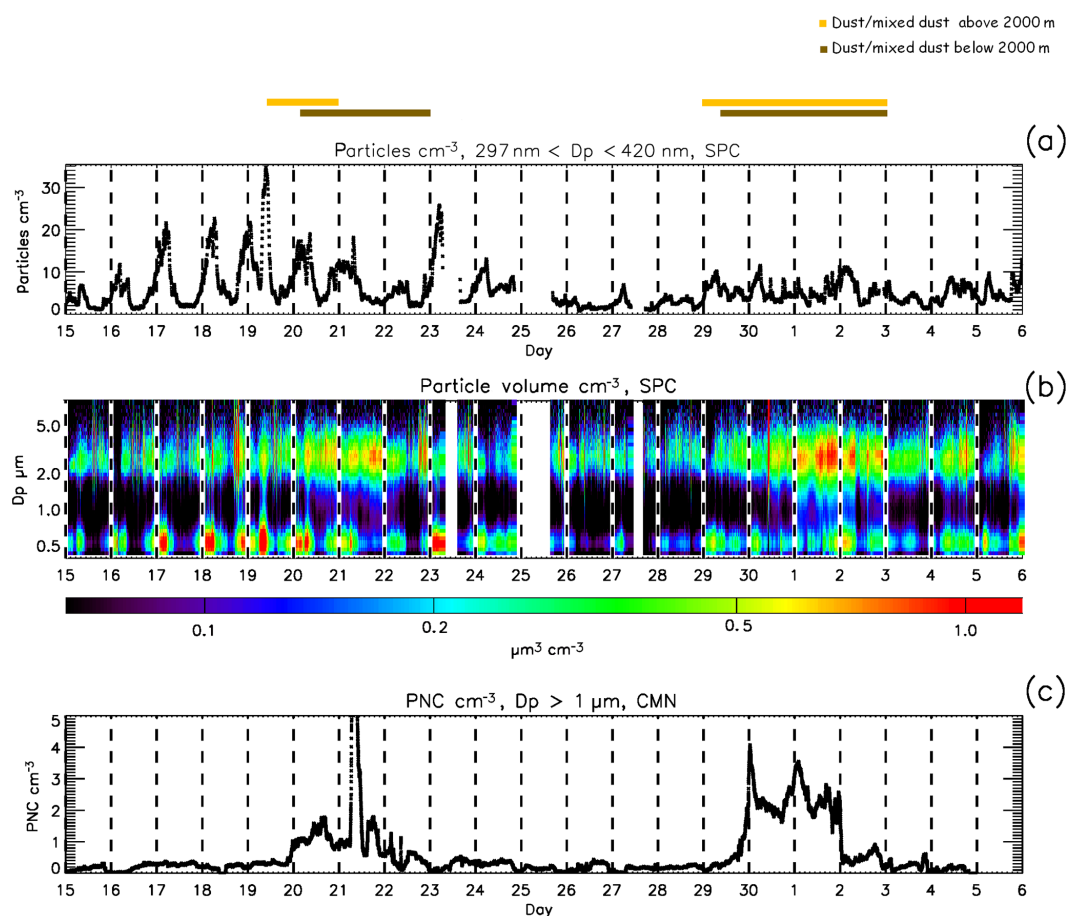 Dust/mixed dust above 2000 m
Dust/mixed dust below 2000 m
(a)
Particles cm⁻³, 297 nm < Dp < 420 nm, SPC
Particles cm⁻³
30
20
10
0
15 16 17 18 19 20 21 22 23 24 25 26 27 28 29 30 1 2 3 4 5 6
Day
(b)
Particle volume cm⁻³, SPC
Dp µm
5.0
2.0
1.0
0.5
15 16 17 18 19 20 21 22 23 24 25 26 27 28 29 30 1 2 3 4 5 6
0.1 0.2 0.5 1.0
µm³ cm⁻³
(c)
PNC cm⁻³, Dp > 1 µm, CMN
PNC cm⁻³
5
4
3
2
1
0
15 16 17 18 19 20 21 22 23 24 25 26 27 28 29 30 1 2 3 4 5 6
Day